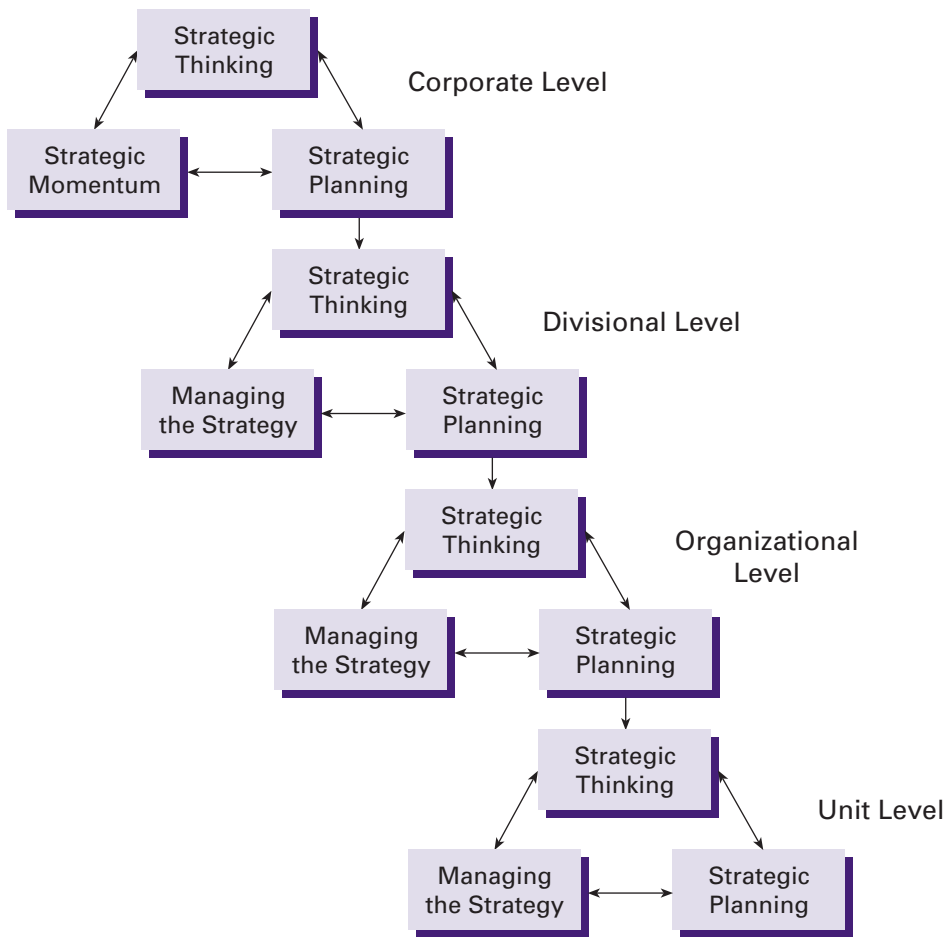 Strategic
Thinking
Corporate Level
Strategic
Momentum
Strategic
Planning
Strategic
Thinking
Divisional Level
Managing
the Strategy
Strategic
Planning
Strategic
Thinking
Organizational
Level
Managing
the Strategy
Strategic
Planning
Strategic
Thinking
Unit Level
Managing
the Strategy
Strategic
Planning